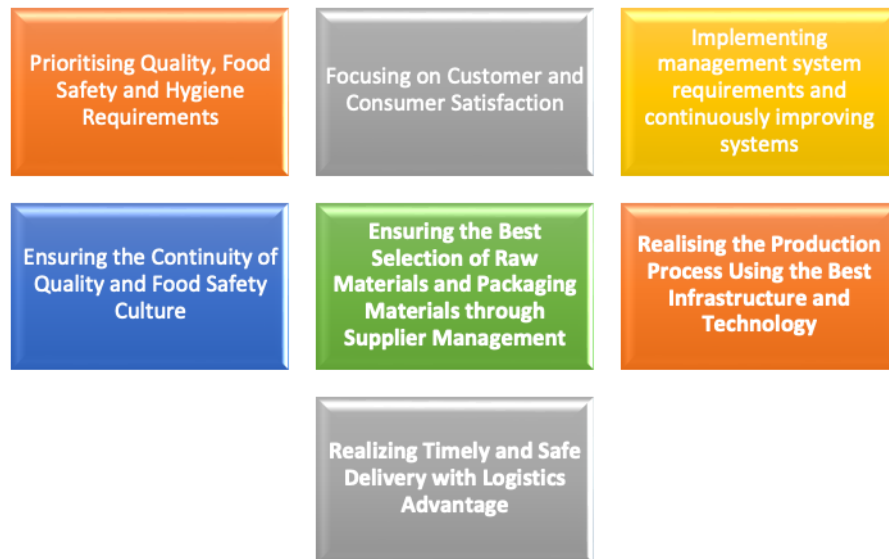 Prioritising Quality, Food
Safety and Hygiene
Requirements
Focusing on Customer and
Consumer Satisfaction
Implementing
management system
requirements and
continuously improving
systems
Ensuring the Continuity of
Quality and Food Safety
Culture
Ensuring the Best
Selection of Raw
Materials and Packaging
Materials through
Supplier Management
Realising the Production
Process Using the Best
Infrastructure and
Technology
Realizing Timely and Safe
Delivery with Logistics
Advantage